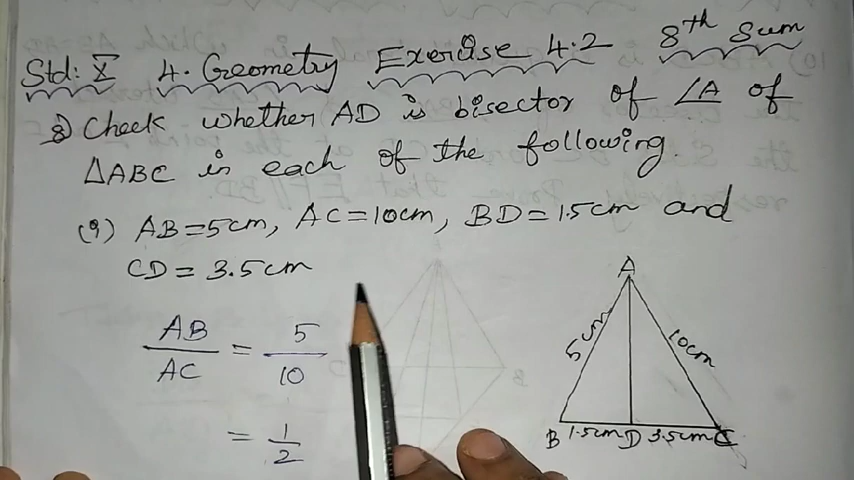 Std: X 4. Geometry Exercise 4.2 8th Sum
8) Check whether AD is bisector of ∠A of
△ABC in each of the following.
(i) AB=5cm, AC=10cm, BD=1.5cm and
CD = 3.5cm
AB/AC = 5/10
= 1/2
A
5cm
10cm
B 1.5cm D 3.5cm C